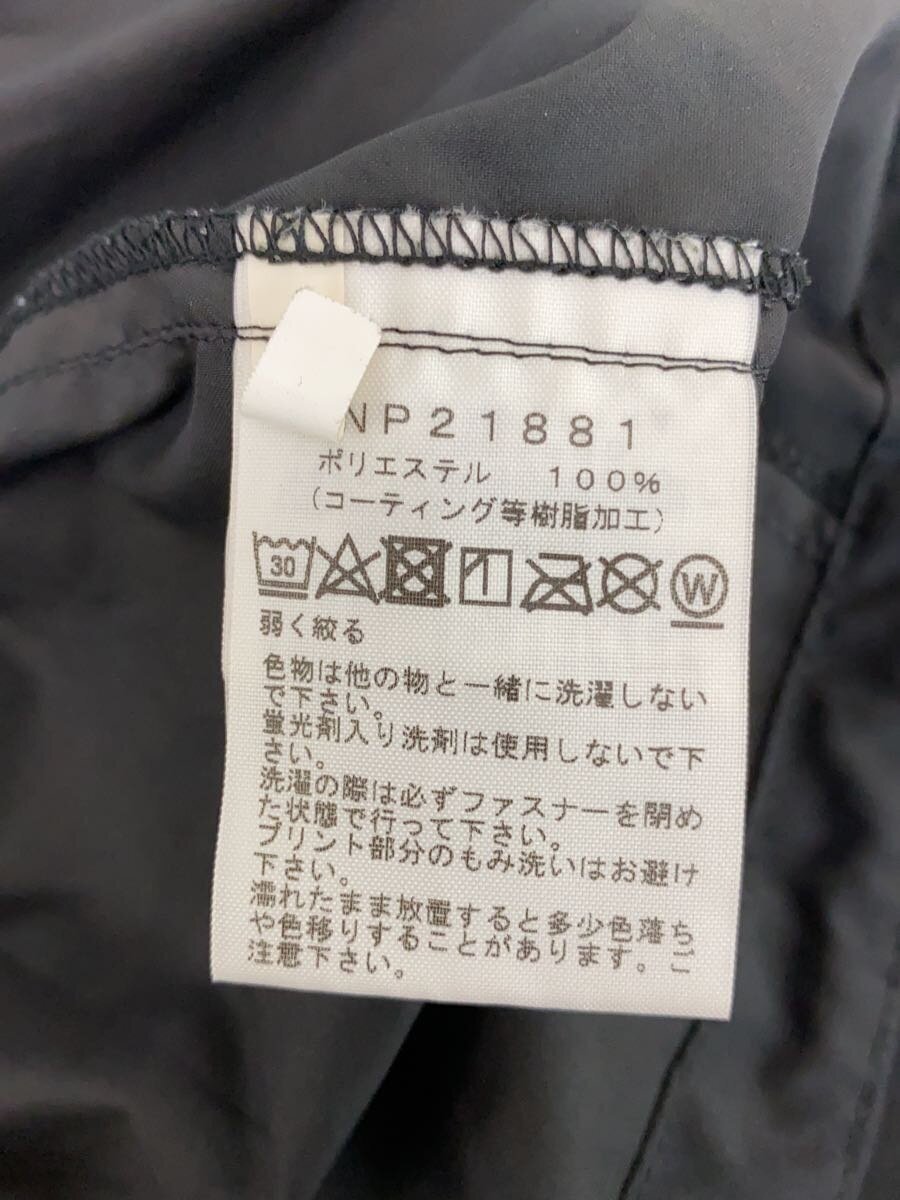 NP21881
ポリエステル 100%
(コーティング等樹脂加工)
30
W
弱く絞る
色物は他の物と一緒に洗濯しない
で下さい。
蛍光剤入り洗剤は使用しないで下
さい。
洗濯の際は必ずファスナーを閉め
た状態で行って下さい。
プリント部分のもみ洗いはお避け
下さい。
濡れたまま放置すると多少色落ち
や色移りすることがあります。ご
注意下さい。